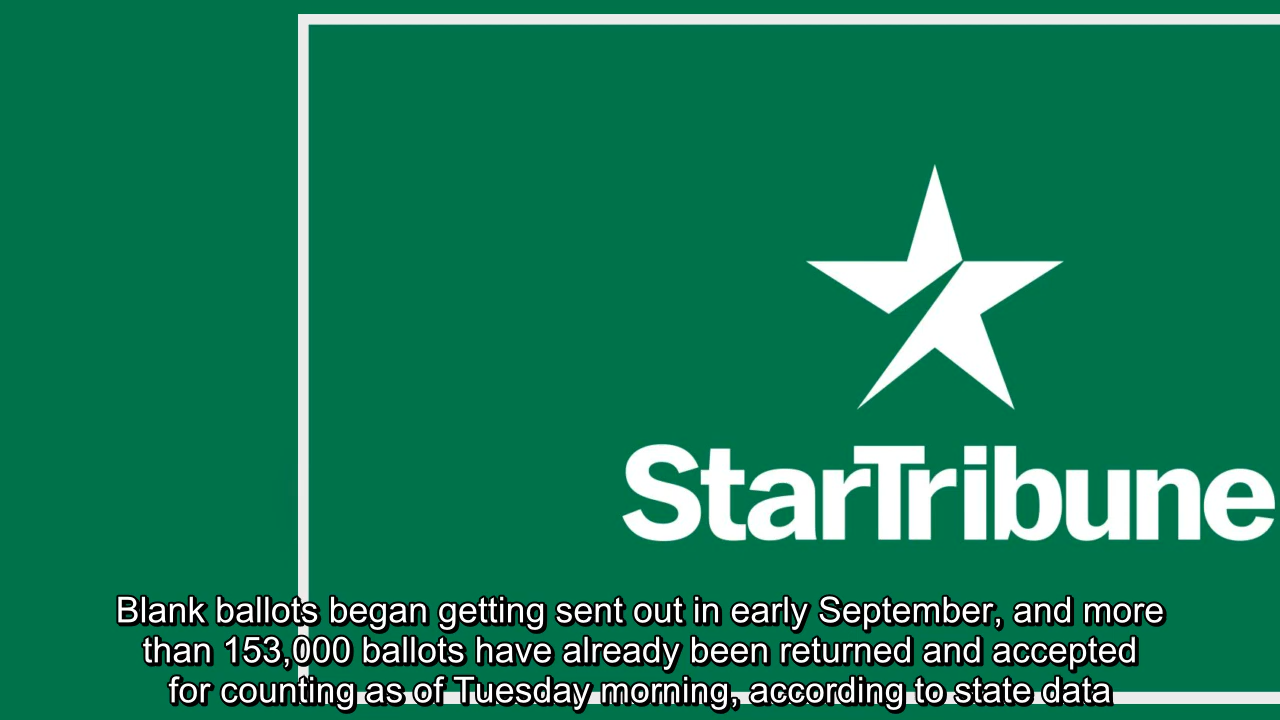 StarTribune
Blank ballots began getting sent out in early September, and more
than 153,000 ballots have already been returned and accepted
for counting as of Tuesday morning, according to state data